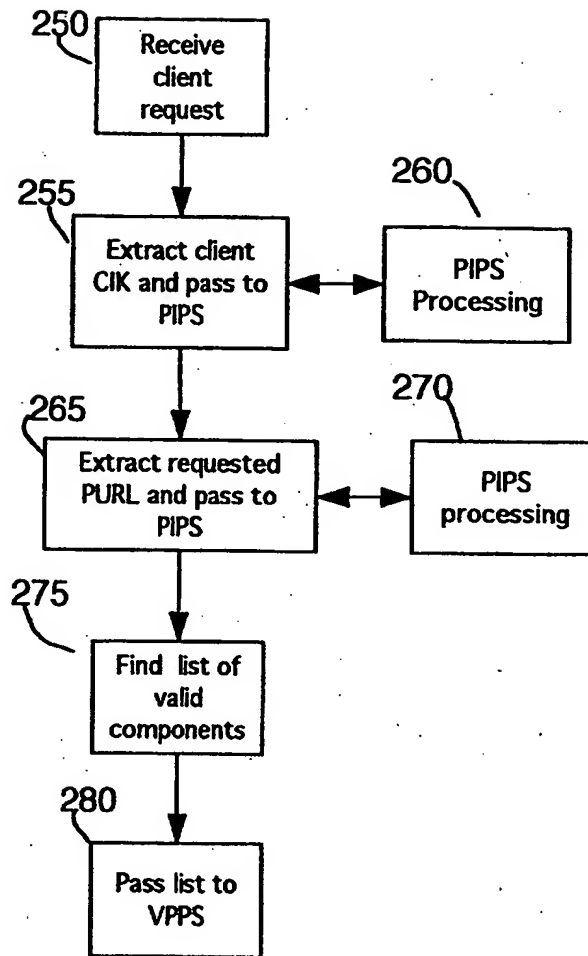 250
Receive
client
request
255
Extract client
CIK and pass to
PIPS
260
PIPS
Processing
265
Extract requested
PURL and pass to
PIPS
270
PIPS
processing
275
Find list of
valid
components
280
Pass list to
VPPS